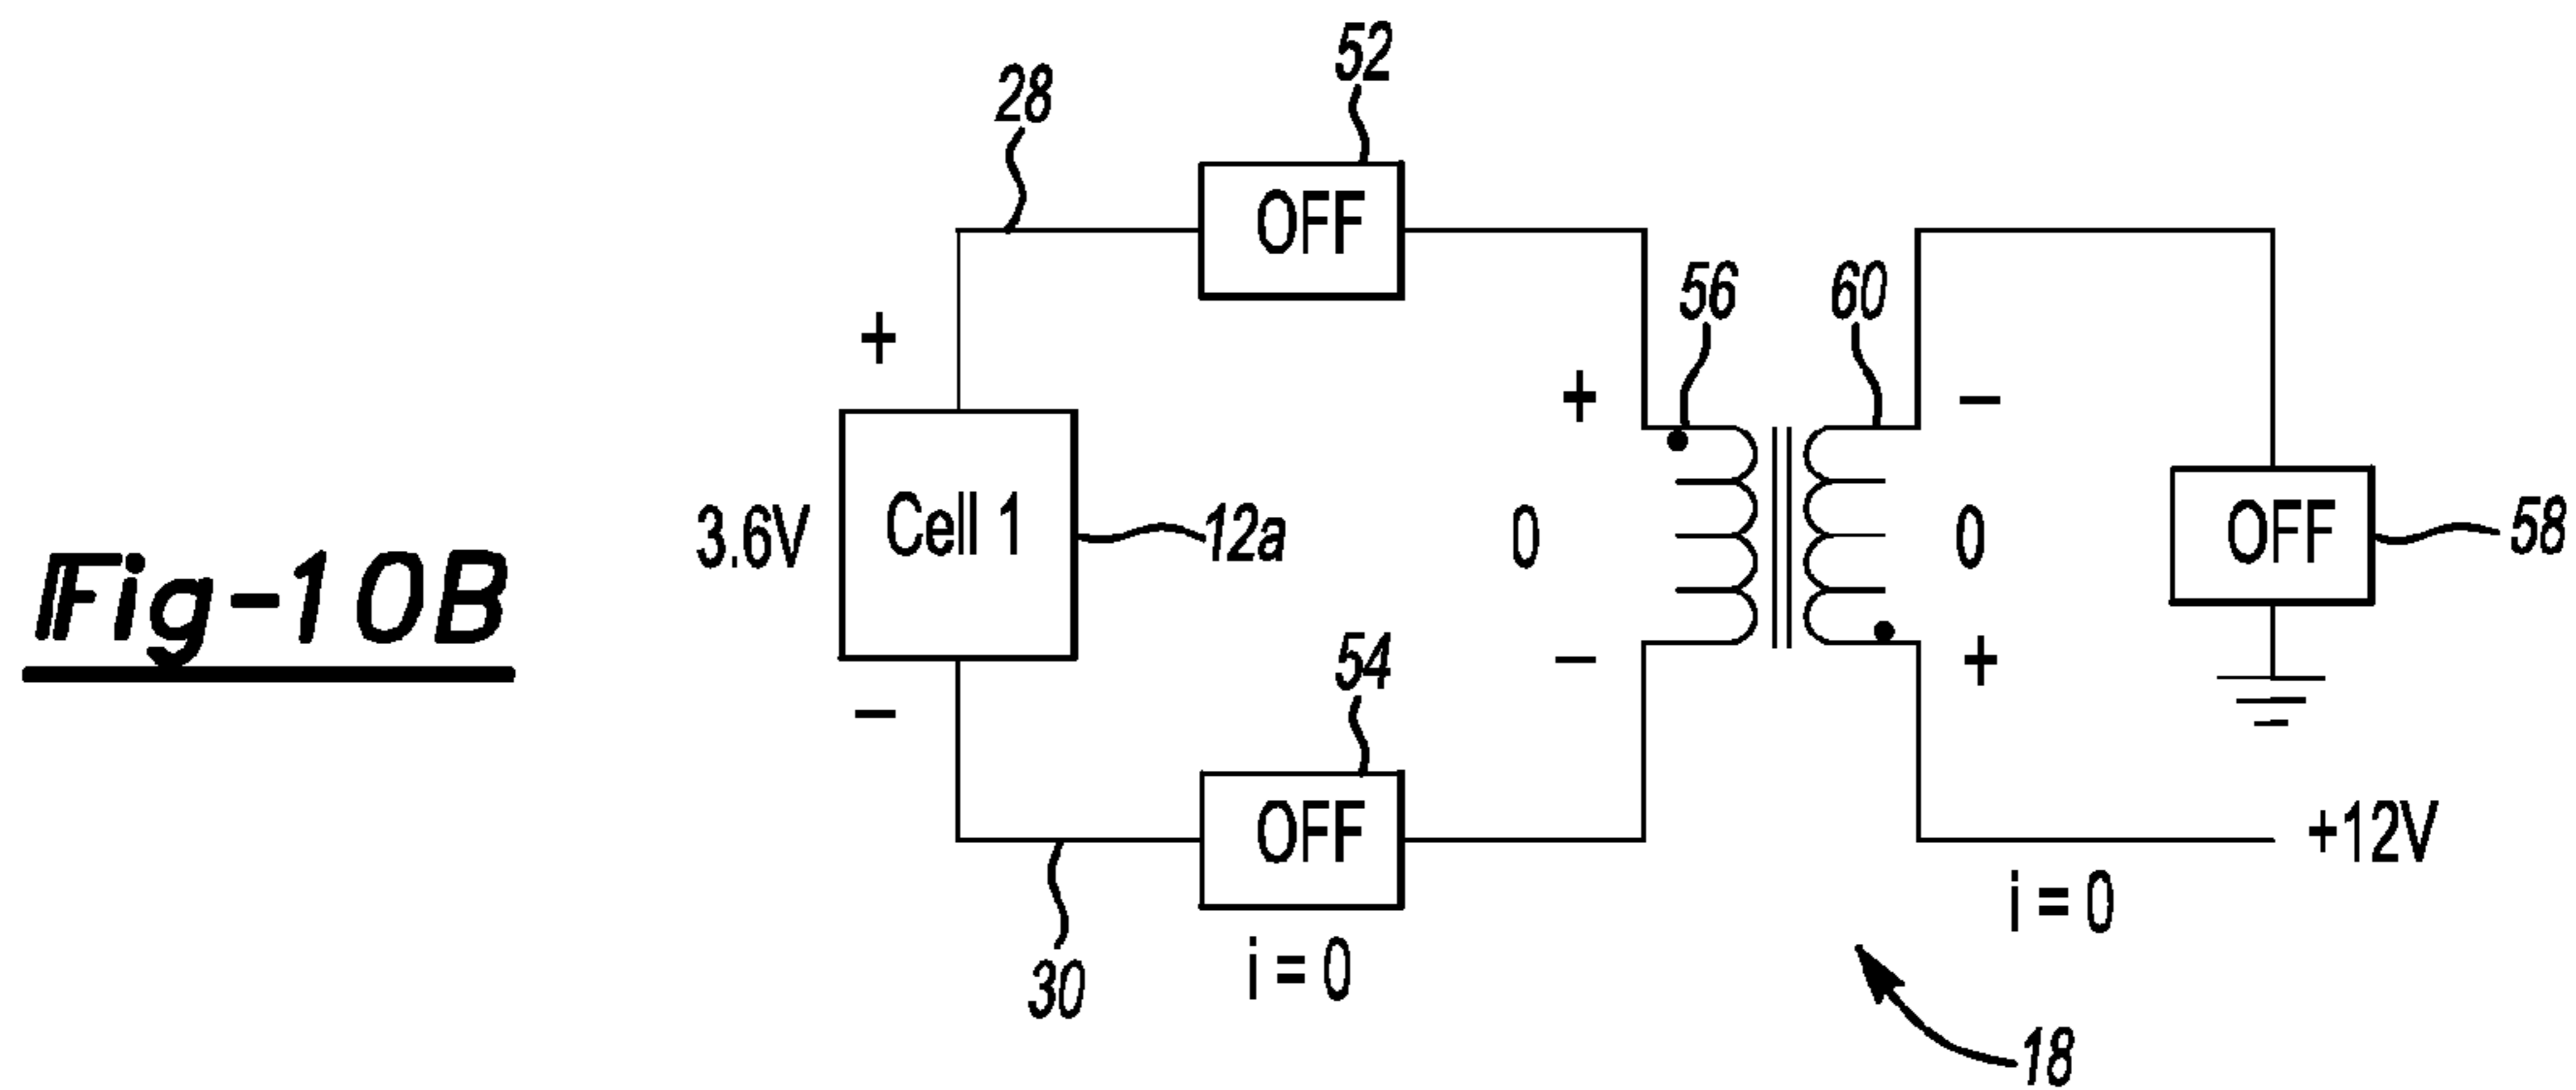 52
28
OFF
56
60
+
+
−
3.6V
Cell 1
12a
0
0
OFF
58
Fig-10B
54
−
−
+
OFF
+12V
30
i = 0
i = 0
18